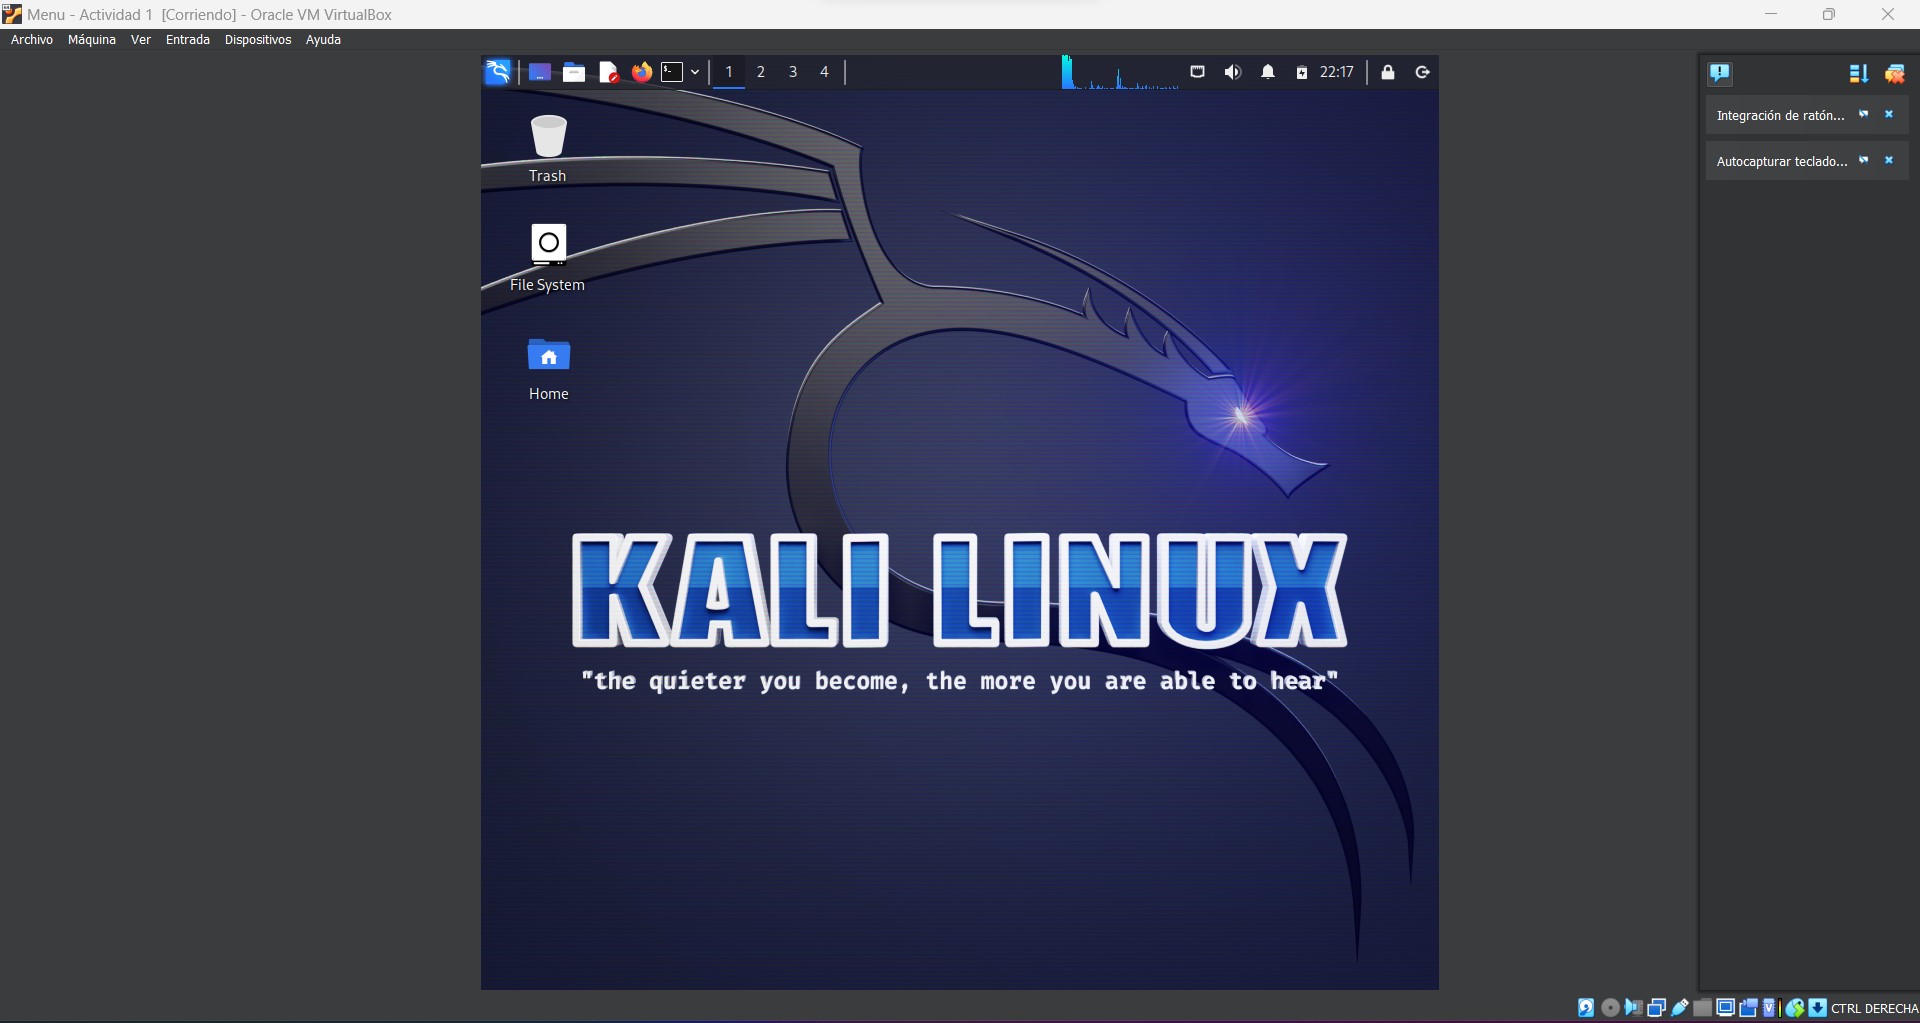 Menu - Actividad 1 [Corriendo] - Oracle VM VirtualBox
Archivo Máquina Ver Entrada Dispositivos Ayuda
1 2 3 4 22:17
Integración de ratón...
Autocapturar teclado...
Trash
File System
Home
KALI LINUX
"the quieter you become, the more you are able to hear"
CTRL DERECHA